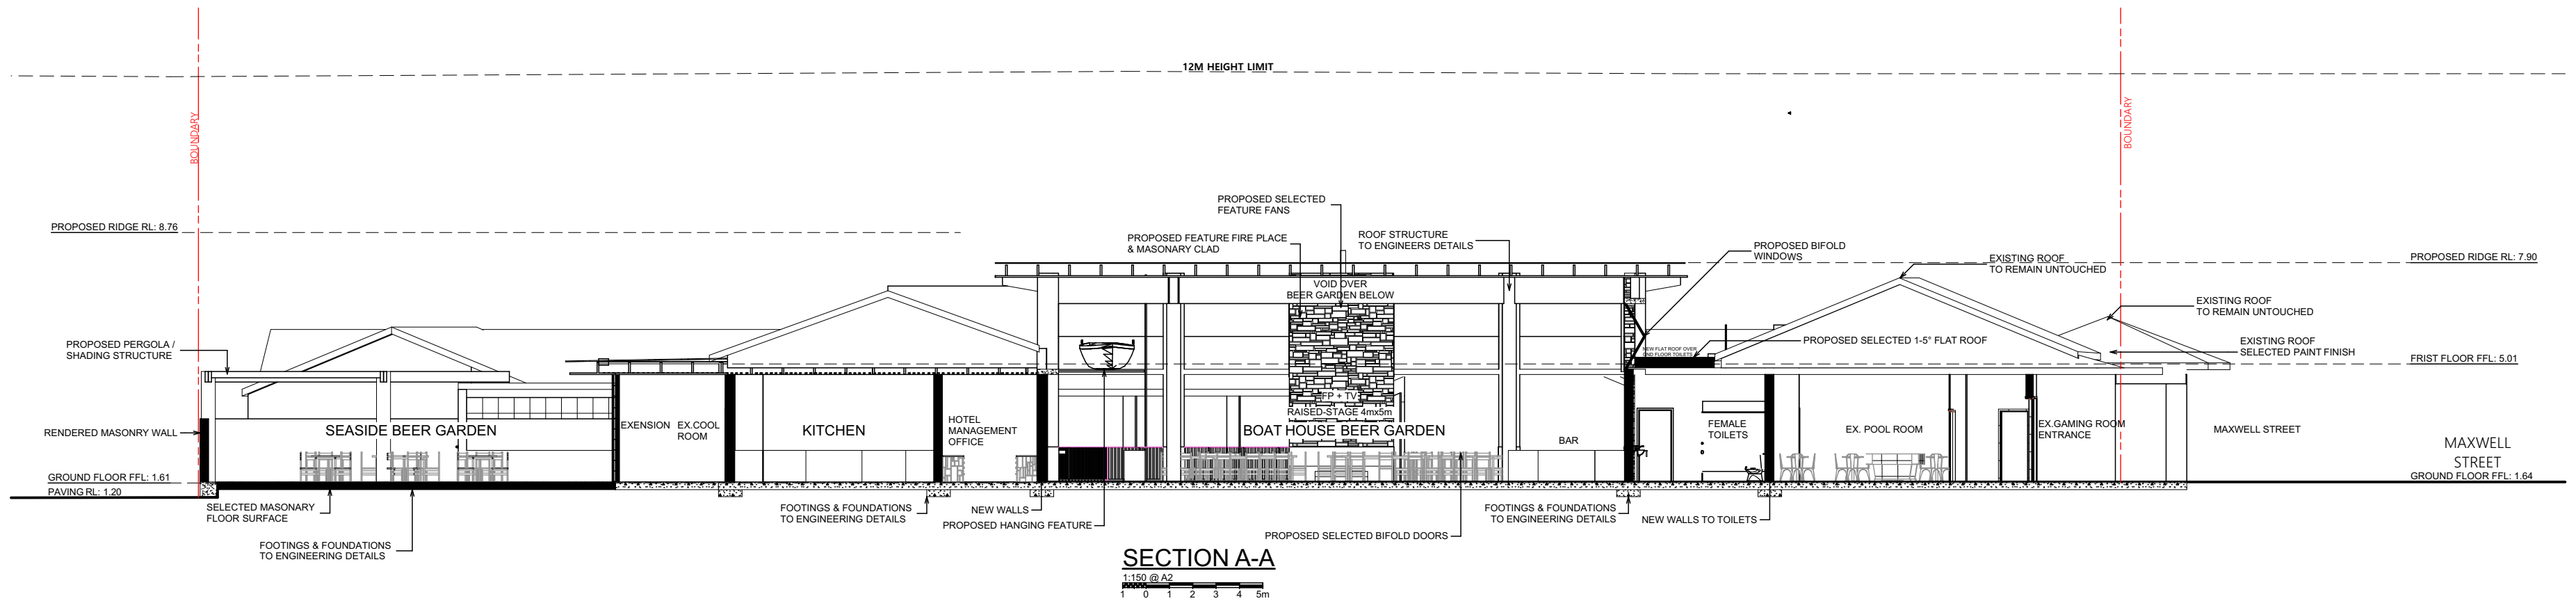 12M HEIGHT LIMIT
BOUNDARY
BOUNDARY
PROPOSED SELECTED
FEATURE FANS
PROPOSED RIDGE RL: 8.76
PROPOSED FEATURE FIRE PLACE
& MASONARY CLAD
ROOF STRUCTURE
TO ENGINEERS DETAILS
PROPOSED BIFOLD
WINDOWS
EXISTING ROOF
TO REMAIN UNTOUCHED
PROPOSED RIDGE RL: 7.90
VOID OVER
BEER GARDEN BELOW
EXISTING ROOF
TO REMAIN UNTOUCHED
PROPOSED PERGOLA /
SHADING STRUCTURE
NEW FLAT ROOF OVER
GND FLOOR TOILETS
PROPOSED SELECTED 1-5° FLAT ROOF
EXISTING ROOF
SELECTED PAINT FINISH
FRIST FLOOR FFL: 5.01
FP + TV
RAISED-STAGE 4mx5m
RENDERED MASONRY WALL
SEASIDE BEER GARDEN
EXENSION
EX.COOL
ROOM
KITCHEN
HOTEL
MANAGEMENT
OFFICE
BOAT HOUSE BEER GARDEN
BAR
FEMALE
TOILETS
EX. POOL ROOM
EX.GAMING ROOM
ENTRANCE
MAXWELL STREET
MAXWELL
STREET
GROUND FLOOR FFL: 1.61
PAVING RL: 1.20
GROUND FLOOR FFL: 1.64
SELECTED MASONARY
FLOOR SURFACE
FOOTINGS & FOUNDATIONS
TO ENGINEERING DETAILS
FOOTINGS & FOUNDATIONS
TO ENGINEERING DETAILS
NEW WALLS
PROPOSED HANGING FEATURE
PROPOSED SELECTED BIFOLD DOORS
FOOTINGS & FOUNDATIONS
TO ENGINEERING DETAILS
NEW WALLS TO TOILETS
SECTION A-A
1:150 @ A2
1 0 1 2 3 4 5m